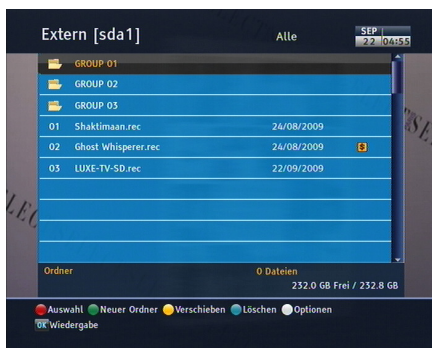 Extern [sda1] Alle SEP 22 04:55
GROUP 01
GROUP 02
GROUP 03
01 Shaktimaan.rec 24/08/2009
02 Ghost Whisperer.rec 24/08/2009 $
03 LUXE-TV-SD.rec 22/09/2009
Ordner 0 Dateien
232.0 GB Frei / 232.8 GB
Auswahl Neuer Ordner Verschieben Löschen Optionen
OK Wiedergabe